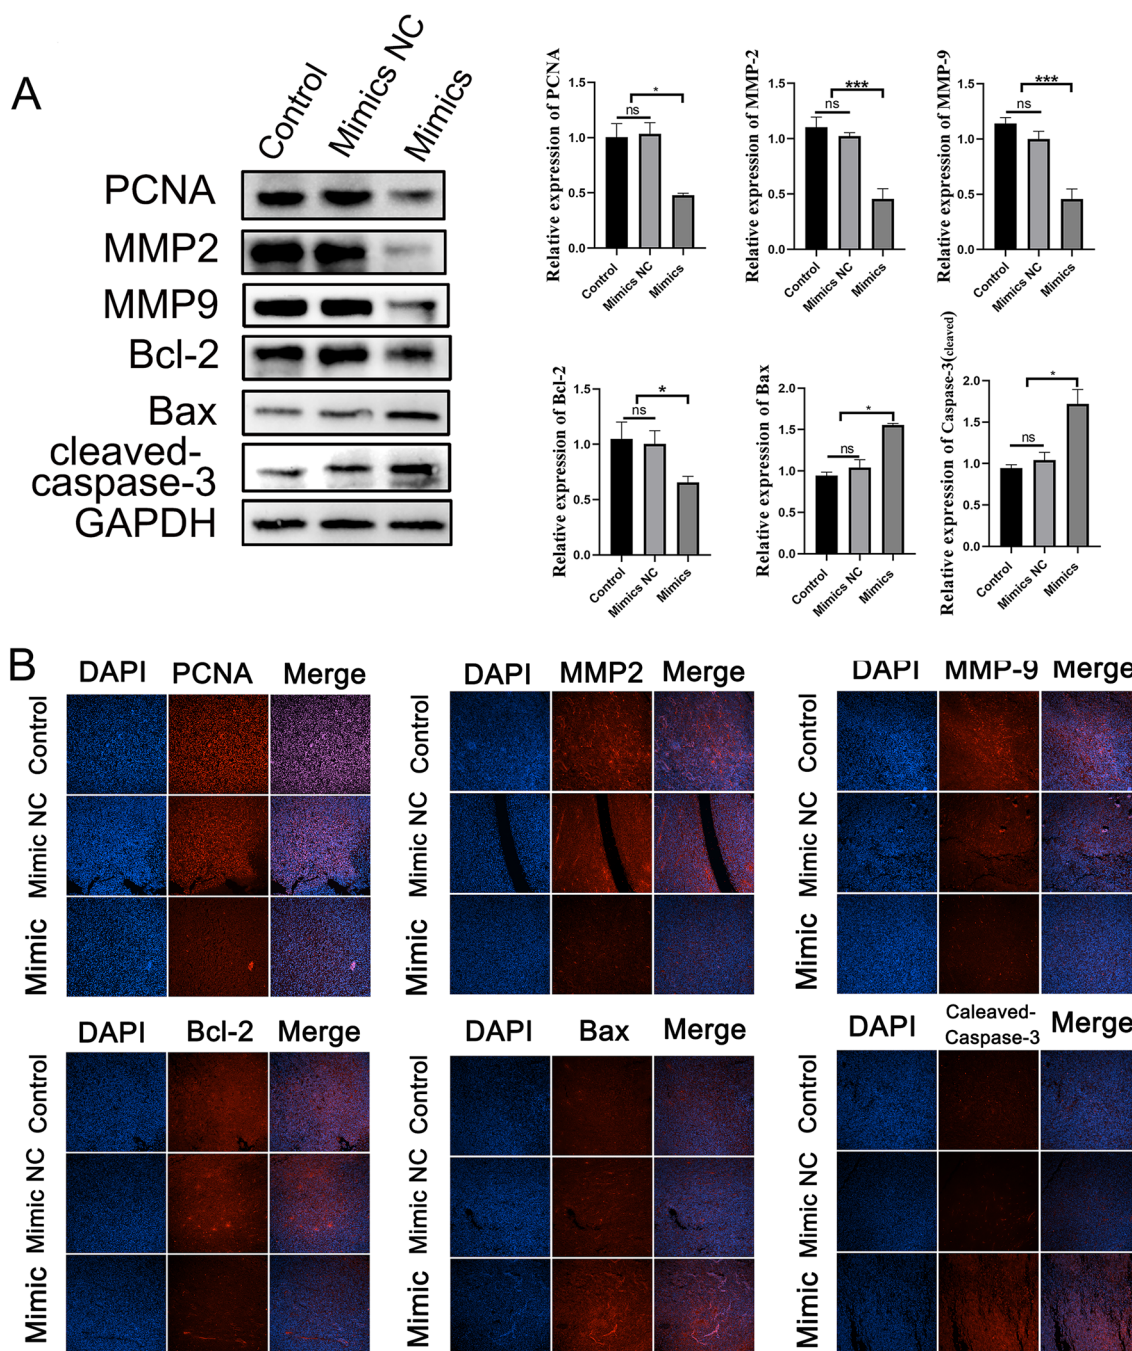 A
Control
Mimics NC
Mimics
PCNA
MMP2
MMP9
Bcl-2
Bax
cleaved-
caspase-3
GAPDH
Relative expression of PCNA
1.5
1.0
0.5
0.0
ns
*
Control
Mimics NC
Mimics
Relative expression of MMP-2
1.5
1.0
0.5
0.0
ns
***
Control
Mimics NC
Mimics
Relative expression of MMP-9
1.5
1.0
0.5
0.0
ns
***
Control
Mimics NC
Mimics
Relative expression of Bcl-2
1.5
1.0
0.5
0.0
ns
*
Control
Mimics NC
Mimics
Relative expression of Bax
2.0
1.5
1.0
0.5
0.0
ns
*
Control
Mimics NC
Mimics
Relative expression of Caspase-3(cleaved)
2.0
1.5
1.0
0.5
0.0
ns
*
Control
Mimics NC
Mimics
B
DAPI PCNA Merge
Control
Mimic NC
Mimic
DAPI MMP2 Merge
Control
Mimic NC
Mimic
DAPI MMP-9 Merge
Control
Mimic NC
Mimic
DAPI Bcl-2 Merge
Control
Mimic NC
Mimic
DAPI Bax Merge
Control
Mimic NC
Mimic
DAPI Caleaved-
Caspase-3 Merge
Control
Mimic NC
Mimic